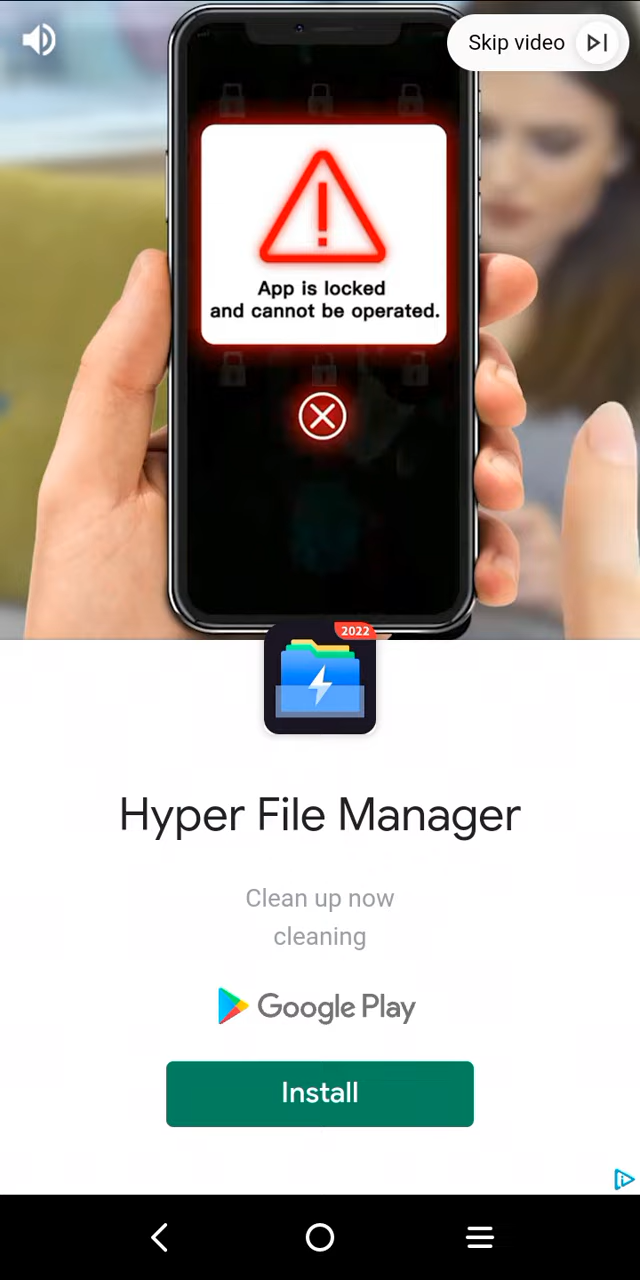 Skip video
App is locked
and cannot be operated.
2022
Hyper File Manager
Clean up now
cleaning
Google Play
Install